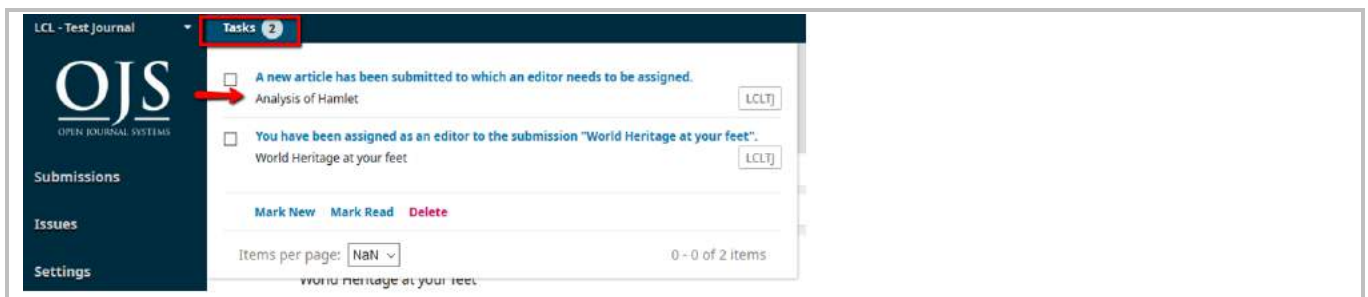 LCL - Test Journal
Tasks 2
OJS
OPEN JOURNAL SYSTEMS
A new article has been submitted to which an editor needs to be assigned.
Analysis of Hamlet LCLTJ
You have been assigned as an editor to the submission "World Heritage at your feet".
World Heritage at your feet LCLTJ
Submissions
Mark New Mark Read Delete
Issues
Items per page: NaN 0 - 0 of 2 items
Settings
World Heritage at your feet